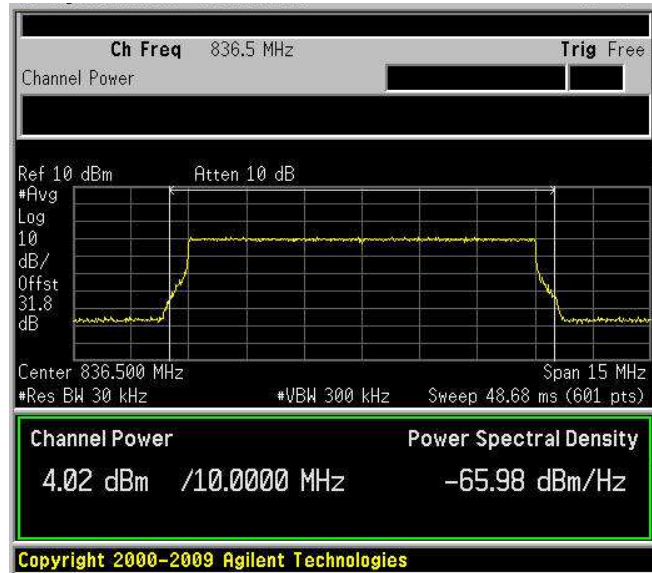 Ch Freq 836.5 MHz Trig Free
Channel Power
Ref 10 dBm Atten 10 dB
#Avg
Log
10
dB/
Offst
31.8
dB
Center 836.500 MHz Span 15 MHz
#Res BW 30 kHz #VBW 300 kHz Sweep 48.68 ms (601 pts)
Channel Power Power Spectral Density
4.02 dBm /10.0000 MHz -65.98 dBm/Hz
Copyright 2000-2009 Agilent Technologies